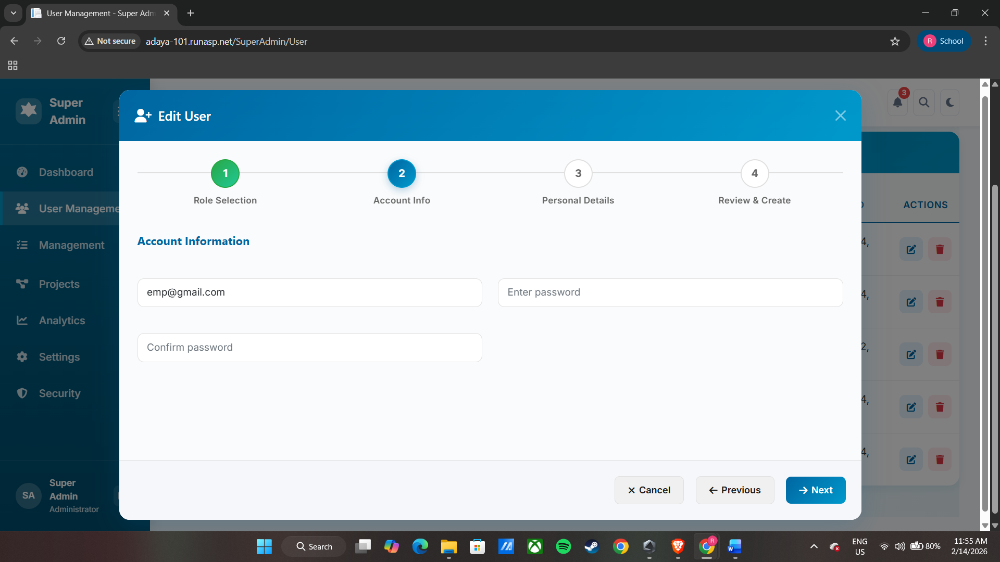 User Management - Super Adm
Not secure
adaya-101.runasp.net/SuperAdmin/User
R
School
Super
Admin
3
Edit User
1
2
3
4
Role Selection
Account Info
Personal Details
Review & Create
Dashboard
User Manageme
Management
Projects
Analytics
Settings
Security
ACTIONS
Account Information
emp@gmail.com
Enter password
Confirm password
4,
4,
2,
4,
4,
Cancel
Previous
Next
SA
Super
Admin
Administrator
Search
R
ENG
US
80%
11:55 AM
2/14/2026